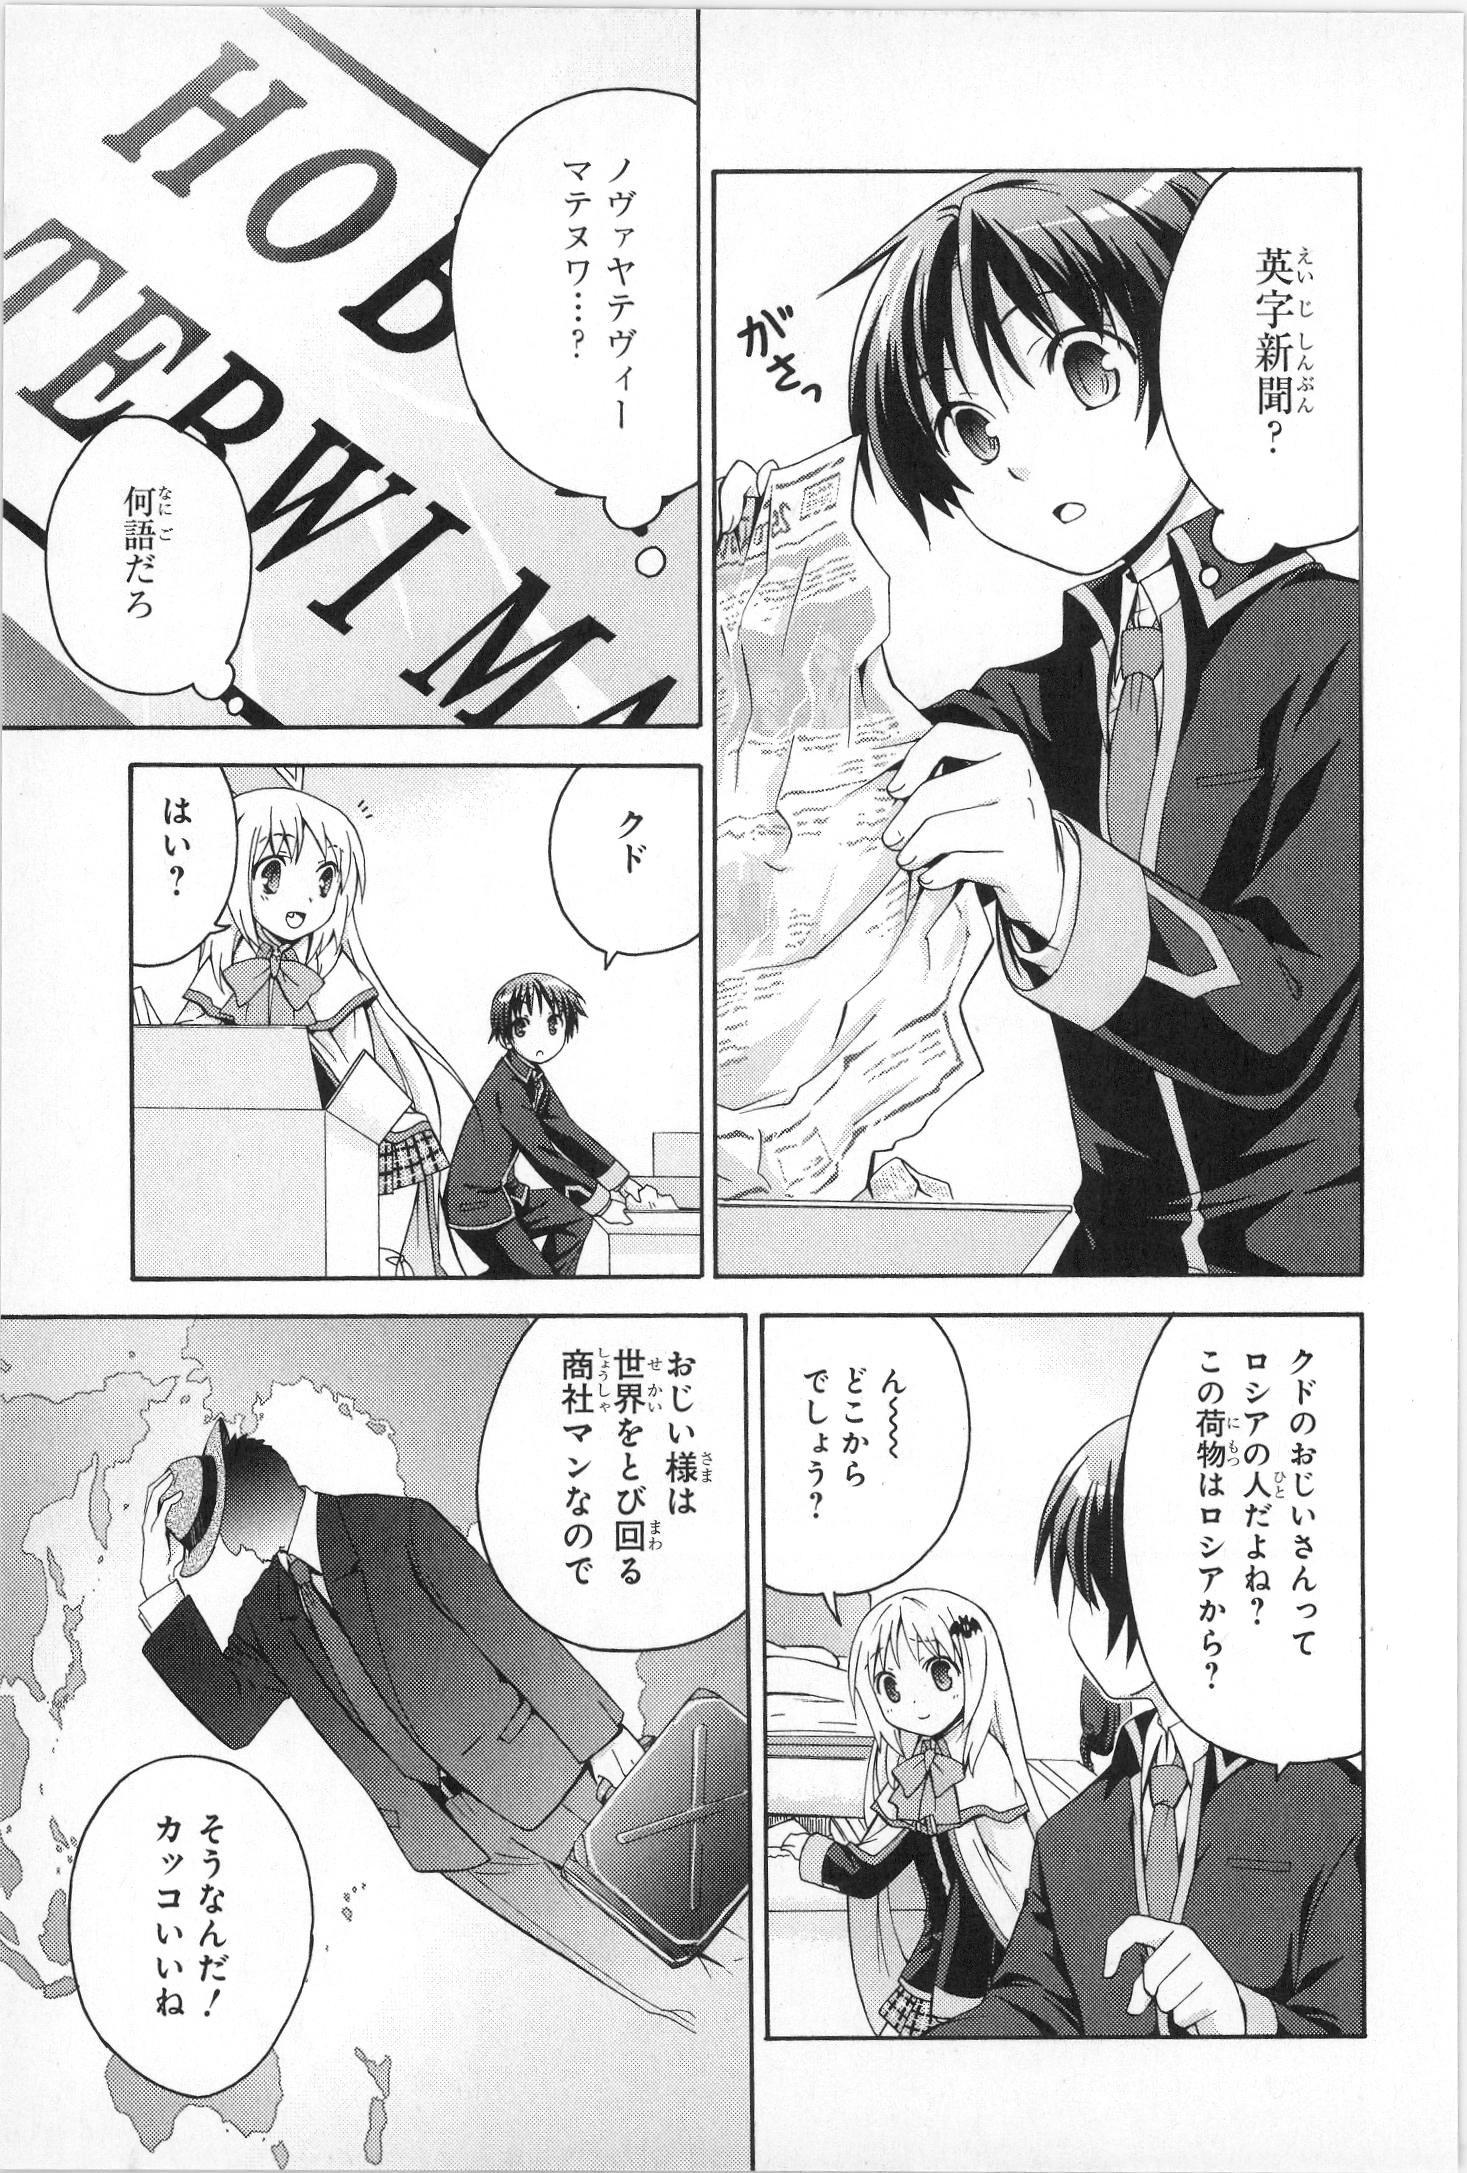 英字新聞?
がさっ
ノヴァヤテヴィー
マテヌワ…?
HOB
TERWIMA
何語だろ
クド
はい?
クドのおじいさんって
ロシアの人だよね?
この荷物はロシアから?
ん〜〜
どこから
でしょう?
おじい様は
世界をとび回る
商社マンなので
そうなんだ!
カッコいいね